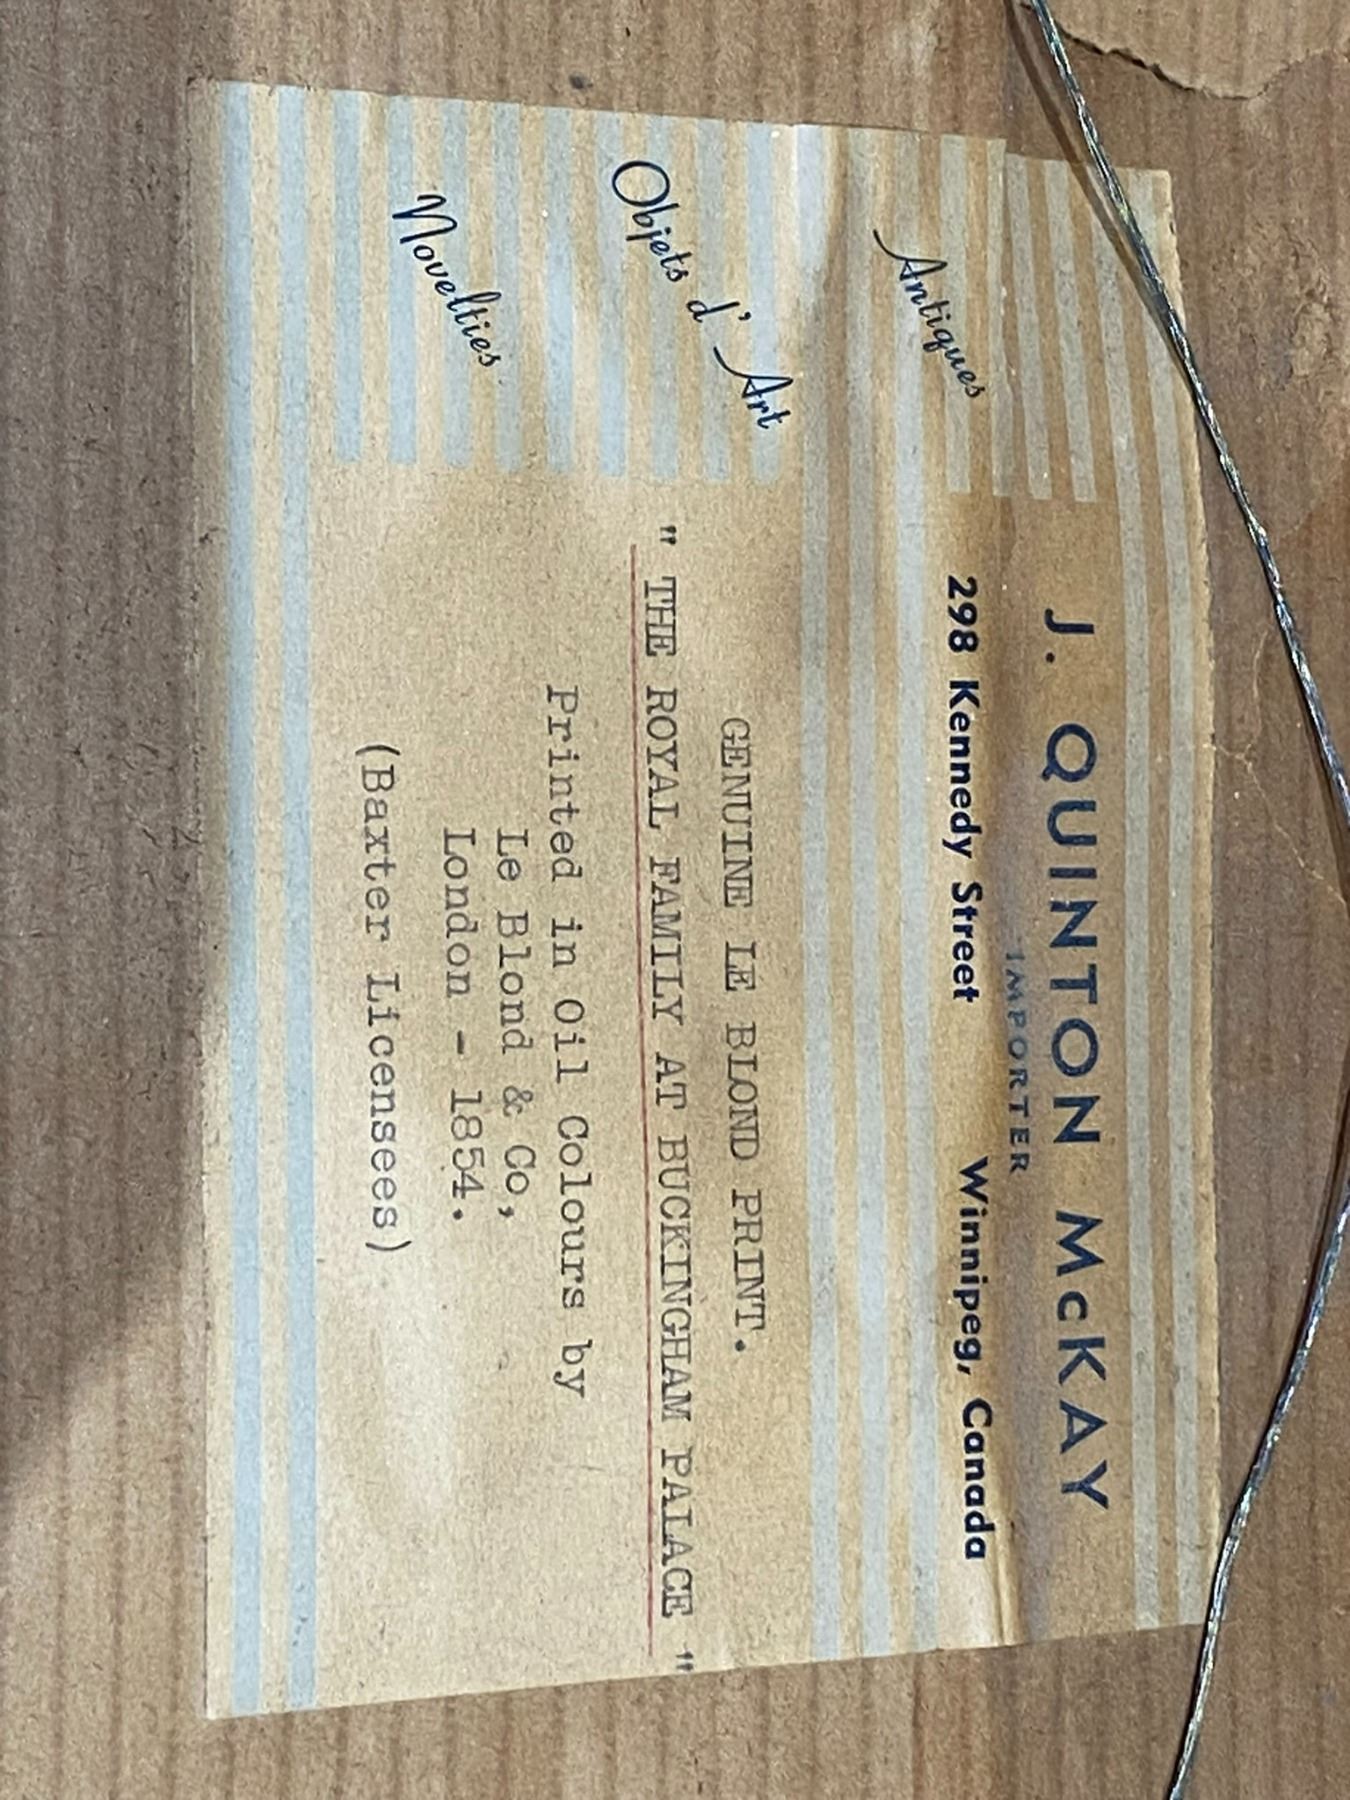 J. QUINTON McKAY
IMPORTER
298 Kennedy Street Winnipeg, Canada
Antiques
Objets d' Art
Novelties
GENUINE LE BLOND PRINT.
" THE ROYAL FAMILY AT BUCKINGHAM PALACE "
Printed in Oil Colours by
Le Blond & Co,
London - 1854.
(Baxter Licensees)